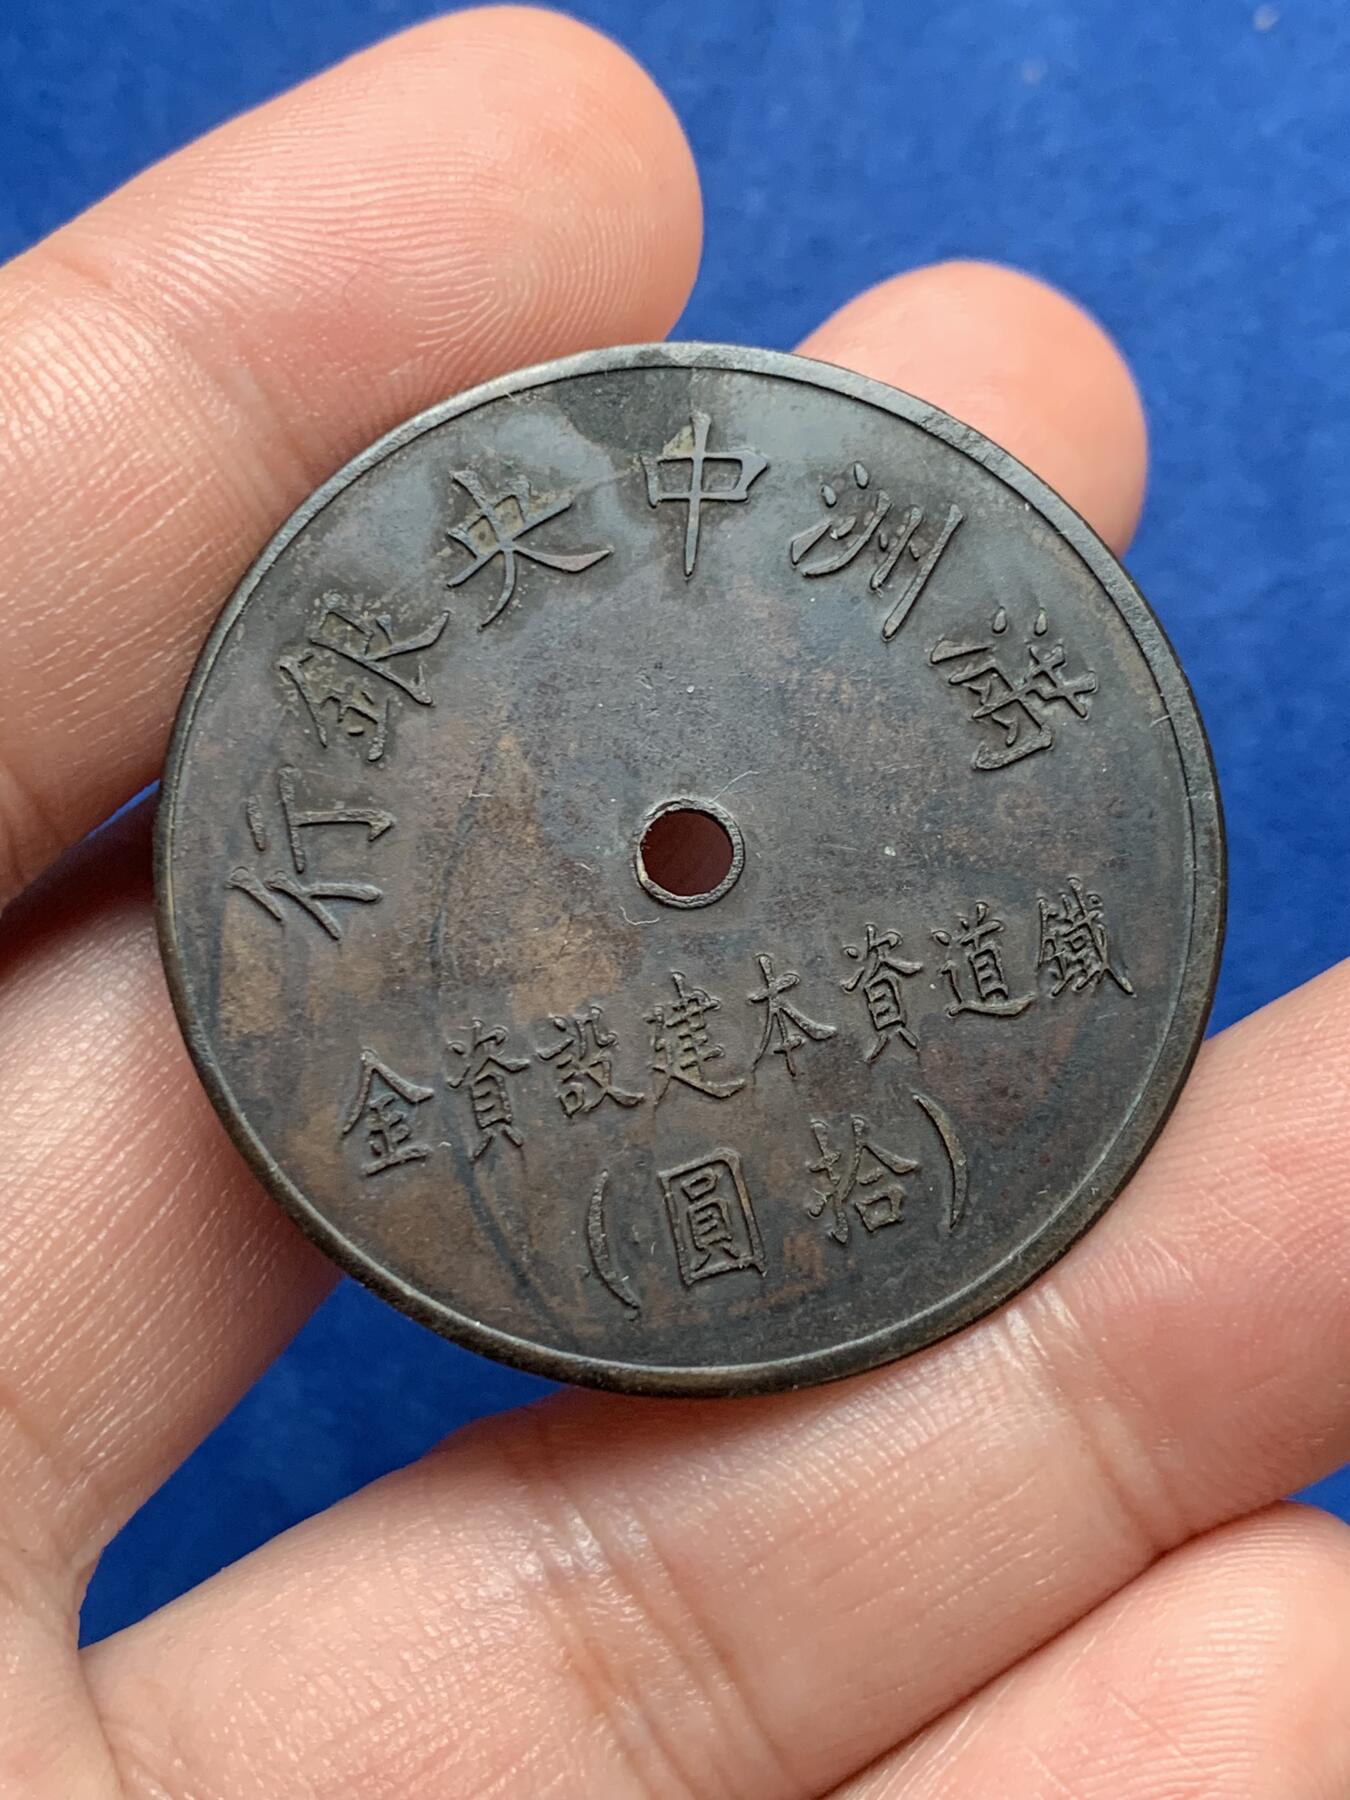 滿洲中央銀行
鐵道資本建設資金
(拾圓)